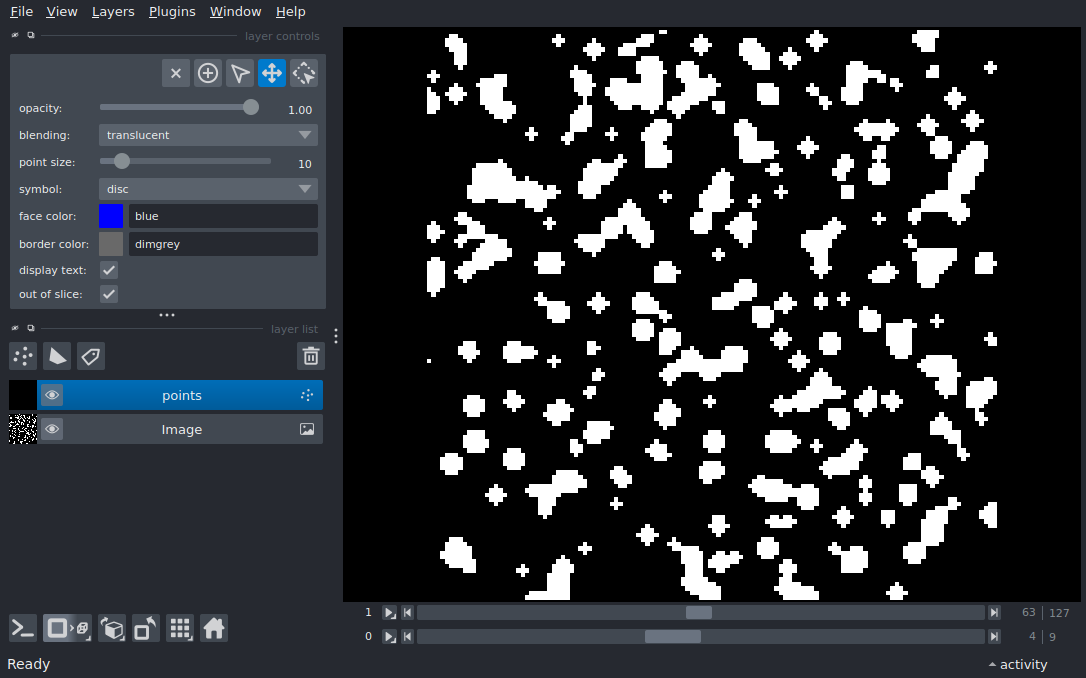 File View Layers Plugins Window Help
layer controls
opacity: 1.00
blending: translucent
point size: 10
symbol: disc
face color: blue
border color: dimgrey
display text:
out of slice:
layer list
points
Image
1 63 127
0 4 9
Ready activity